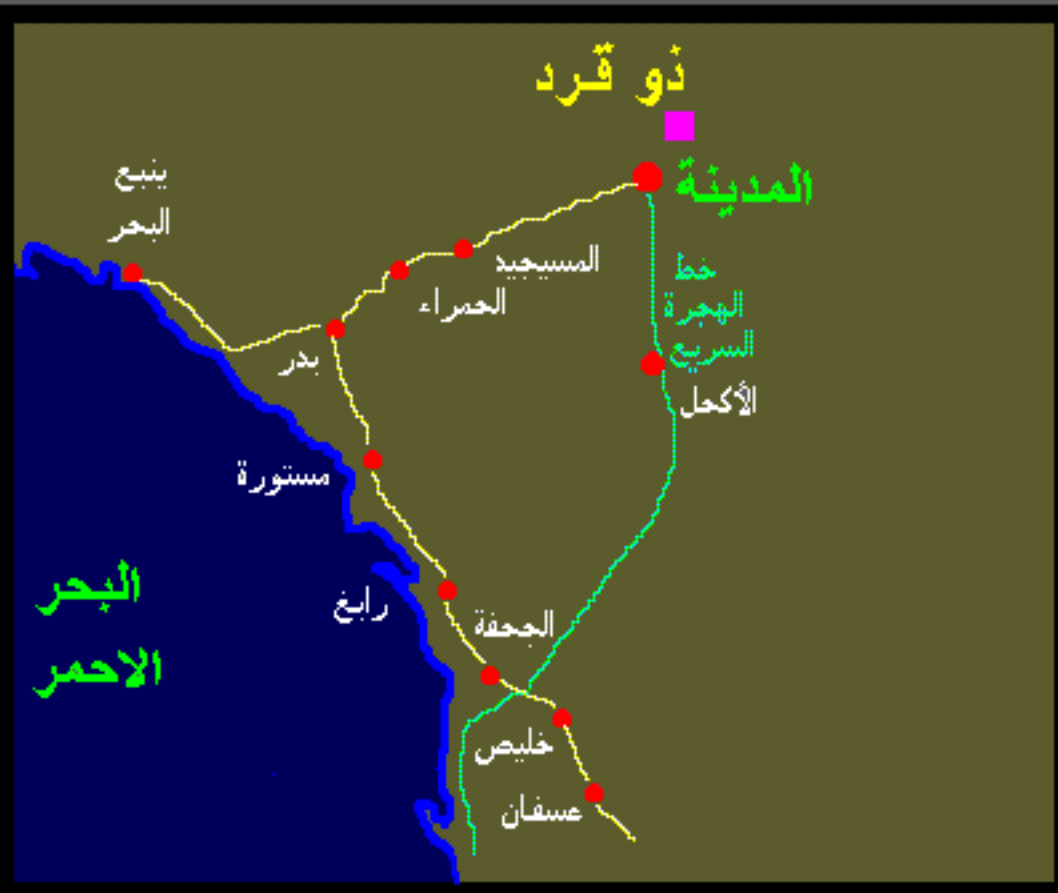 ذو قرد
المدينة
ينبع
البحر
المسيجيد
الحمراء
خط
الهجرة
السريع
الأكحل
بدر
مستورة
البحر
الاحمر
رابغ
الجحفة
خليص
عسفان